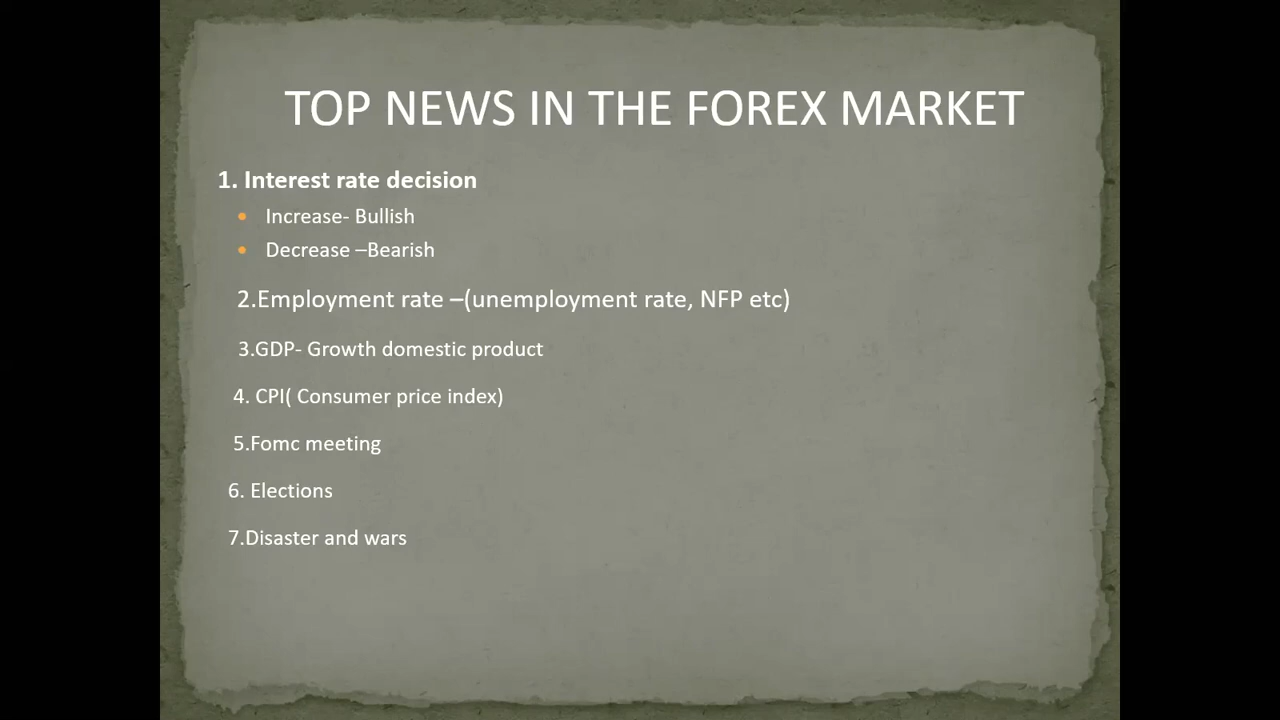 TOP NEWS IN THE FOREX MARKET
1. Interest rate decision
• Increase- Bullish
• Decrease –Bearish
2.Employment rate –(unemployment rate, NFP etc)
3.GDP- Growth domestic product
4. CPI( Consumer price index)
5.Fomc meeting
6. Elections
7.Disaster and wars